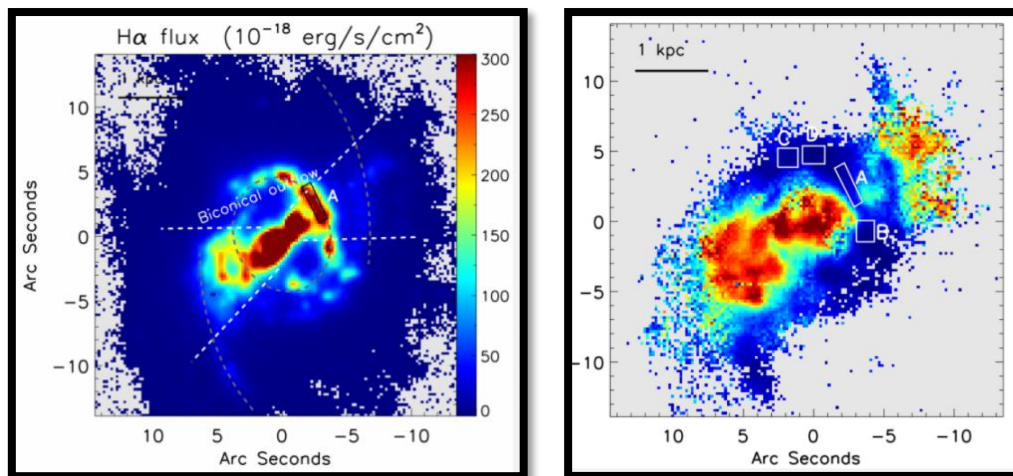 Hα flux (10⁻¹⁸ erg/s/cm²)
300
250
200
150
100
50
0
10
5
0
-5
-10
Arc Seconds
Biconical outflow
A
10 5 0 -5 -10
Arc Seconds
1 kpc
10
5
0
-5
-10
C
A
B
10 5 0 -5 -10
Arc Seconds